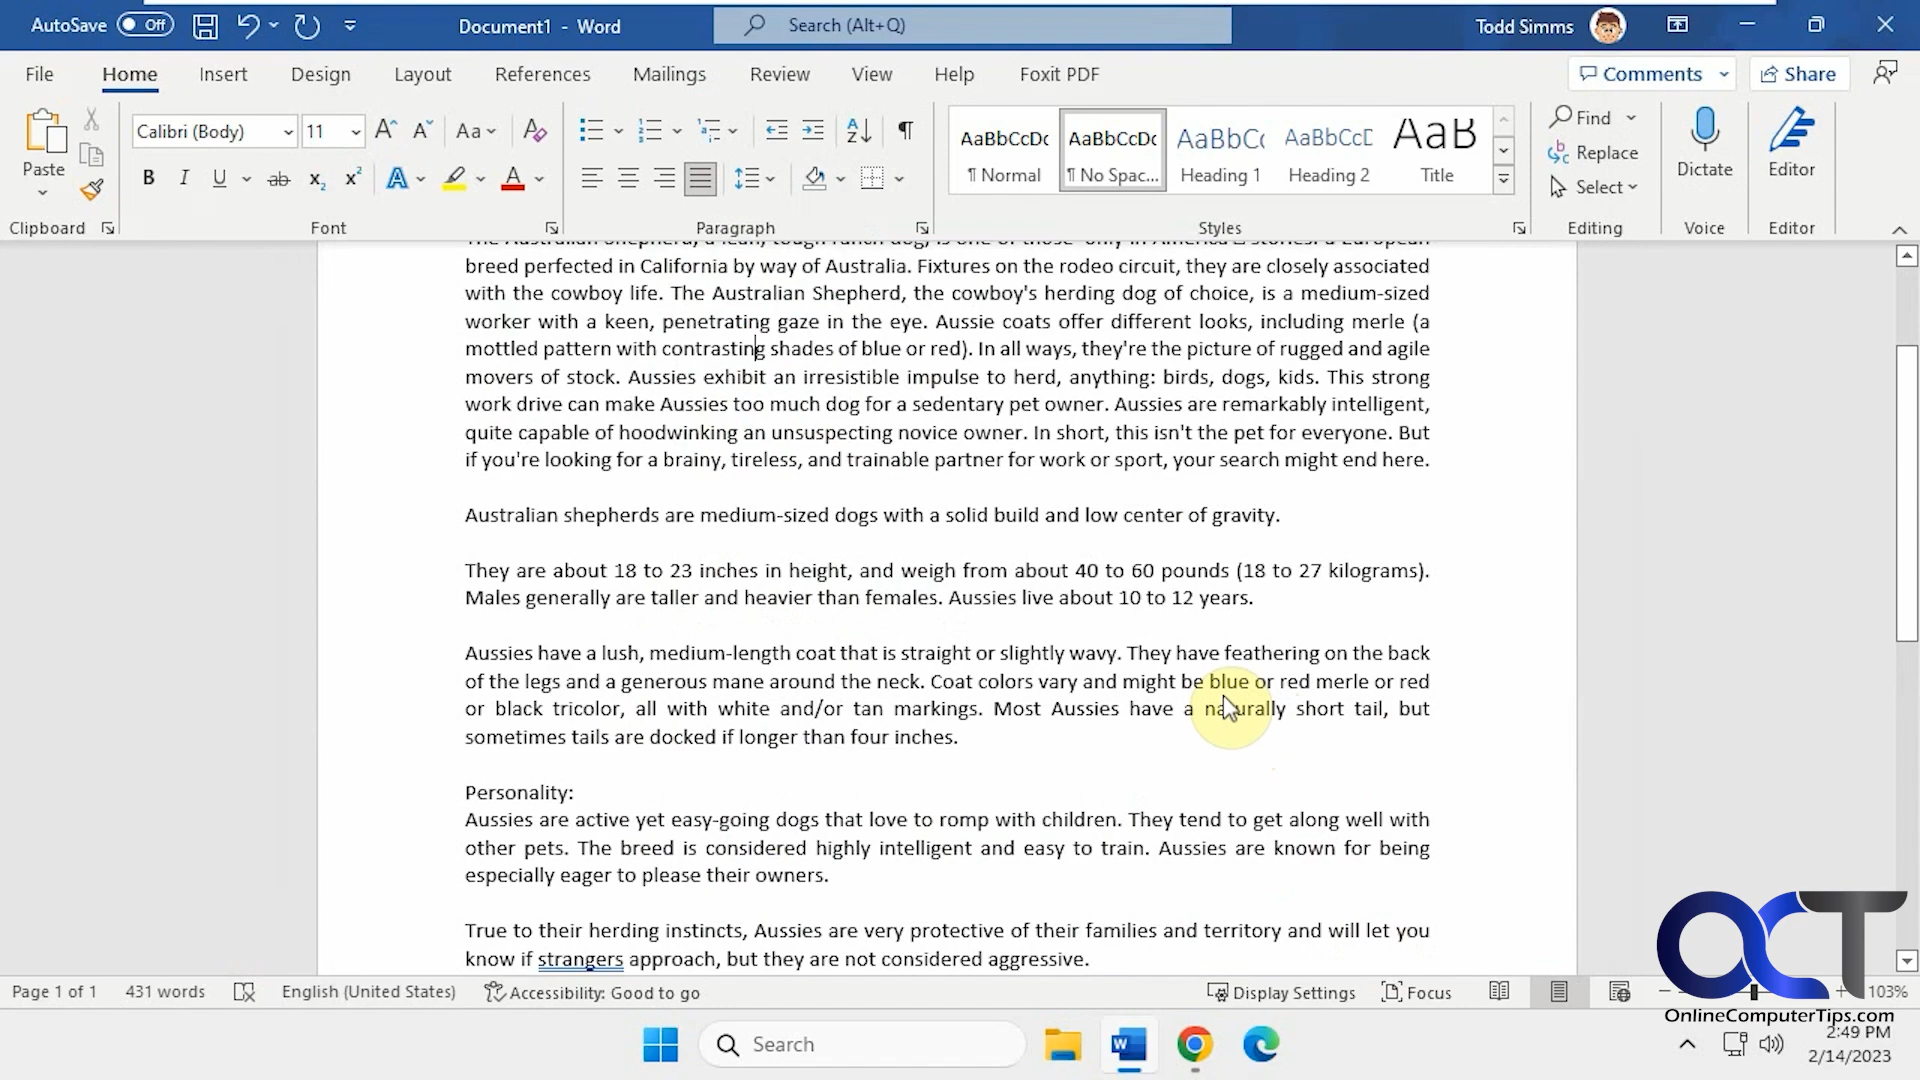 AutoSave Off Document1 - Word Search (Alt+Q) Todd Simms
File Home Insert Design Layout References Mailings Review View Help Foxit PDF Comments Share
Paste Calibri (Body) 11 Aa AaBbCcDc AaBbCcDc AaBbCc AaBbCcD AaB Find Replace Select Dictate Editor
¶ Normal ¶ No Spac... Heading 1 Heading 2 Title
Clipboard Font Paragraph Styles Editing Voice Editor
breed perfected in California by way of Australia. Fixtures on the rodeo circuit, they are closely associated
with the cowboy life. The Australian Shepherd, the cowboy's herding dog of choice, is a medium-sized
worker with a keen, penetrating gaze in the eye. Aussie coats offer different looks, including merle (a
mottled pattern with contrasting shades of blue or red). In all ways, they're the picture of rugged and agile
movers of stock. Aussies exhibit an irresistible impulse to herd, anything: birds, dogs, kids. This strong
work drive can make Aussies too much dog for a sedentary pet owner. Aussies are remarkably intelligent,
quite capable of hoodwinking an unsuspecting novice owner. In short, this isn't the pet for everyone. But
if you're looking for a brainy, tireless, and trainable partner for work or sport, your search might end here.
Australian shepherds are medium-sized dogs with a solid build and low center of gravity.
They are about 18 to 23 inches in height, and weigh from about 40 to 60 pounds (18 to 27 kilograms).
Males generally are taller and heavier than females. Aussies live about 10 to 12 years.
Aussies have a lush, medium-length coat that is straight or slightly wavy. They have feathering on the back
of the legs and a generous mane around the neck. Coat colors vary and might be blue or red merle or red
or black tricolor, all with white and/or tan markings. Most Aussies have a naturally short tail, but
sometimes tails are docked if longer than four inches.
Personality:
Aussies are active yet easy-going dogs that love to romp with children. They tend to get along well with
other pets. The breed is considered highly intelligent and easy to train. Aussies are known for being
especially eager to please their owners.
True to their herding instincts, Aussies are very protective of their families and territory and will let you
know if strangers approach, but they are not considered aggressive.
Page 1 of 1 431 words English (United States) Accessibility: Good to go Display Settings Focus 103%
OCT
OnlineComputerTips.com
Search
2:49 PM
2/14/2023